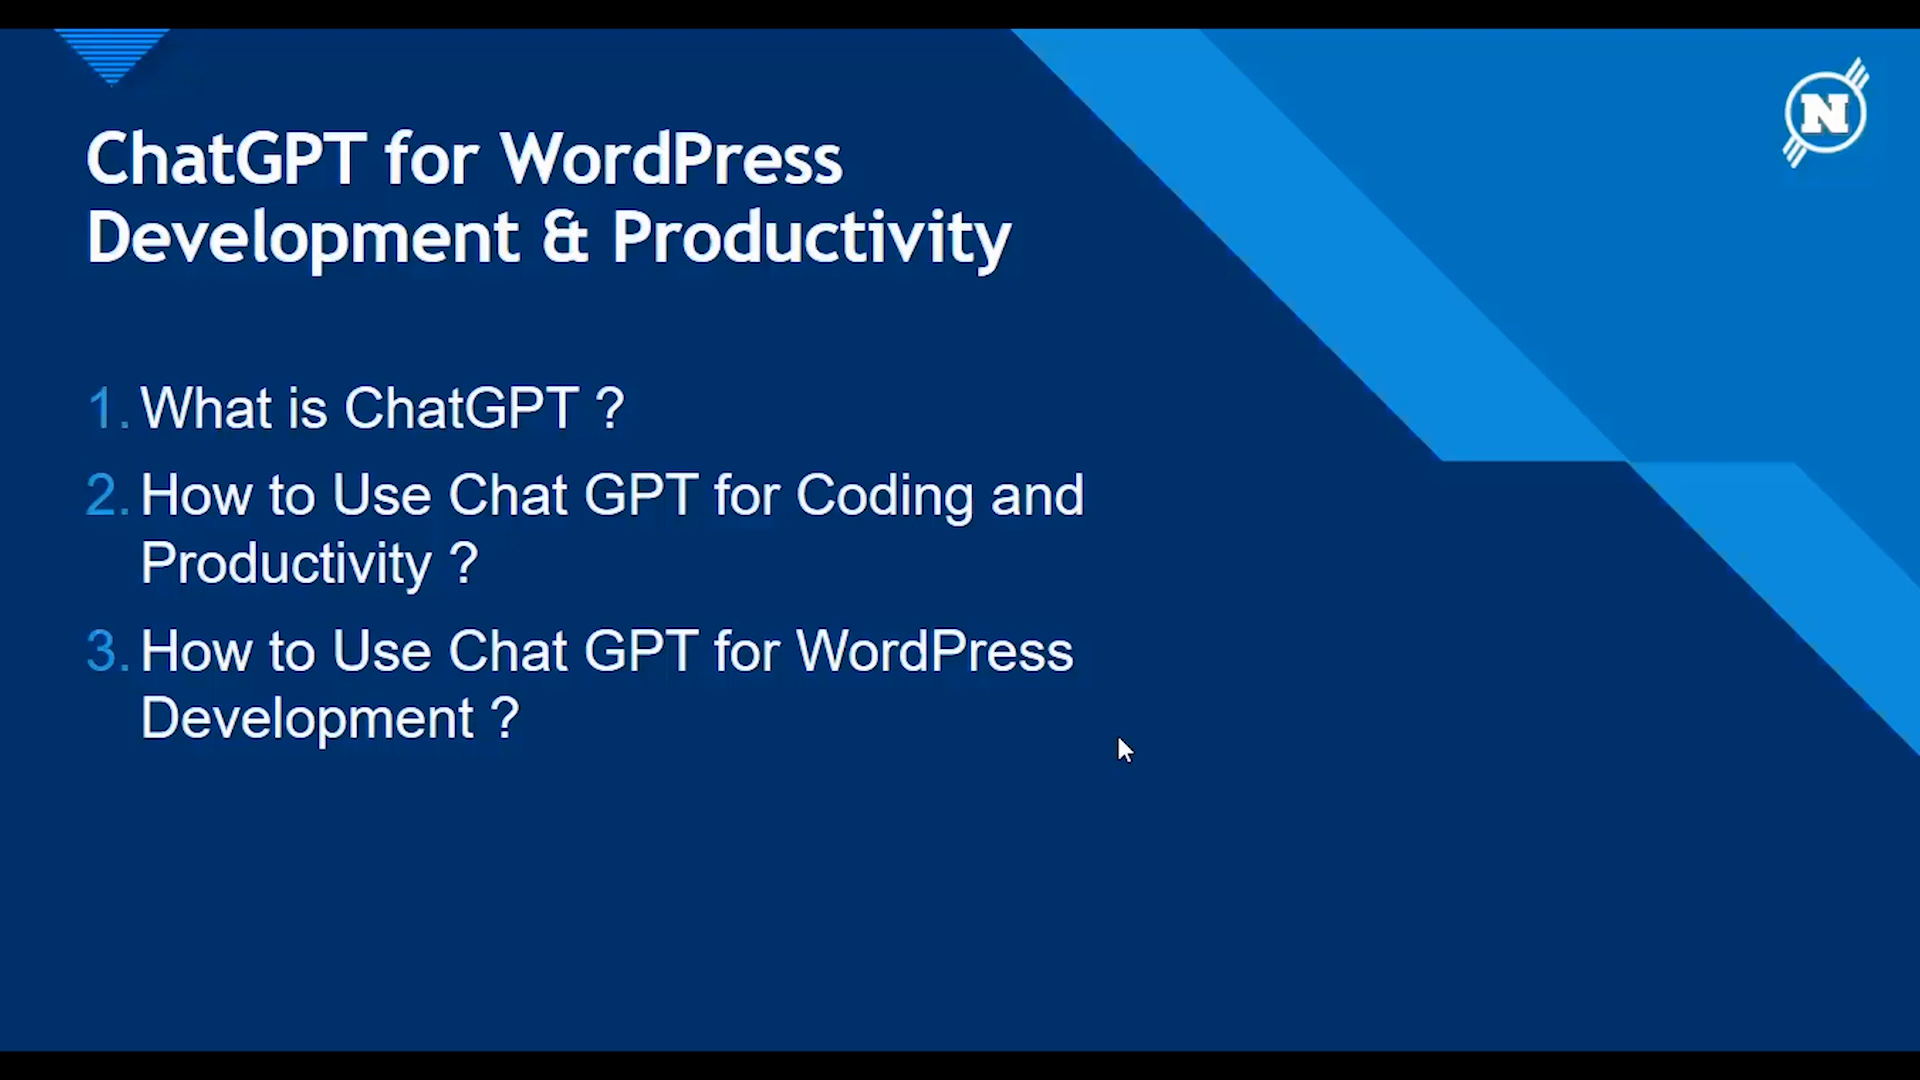 N
ChatGPT for WordPress
Development & Productivity
1. What is ChatGPT ?
2. How to Use Chat GPT for Coding and
Productivity ?
3. How to Use Chat GPT for WordPress
Development ?